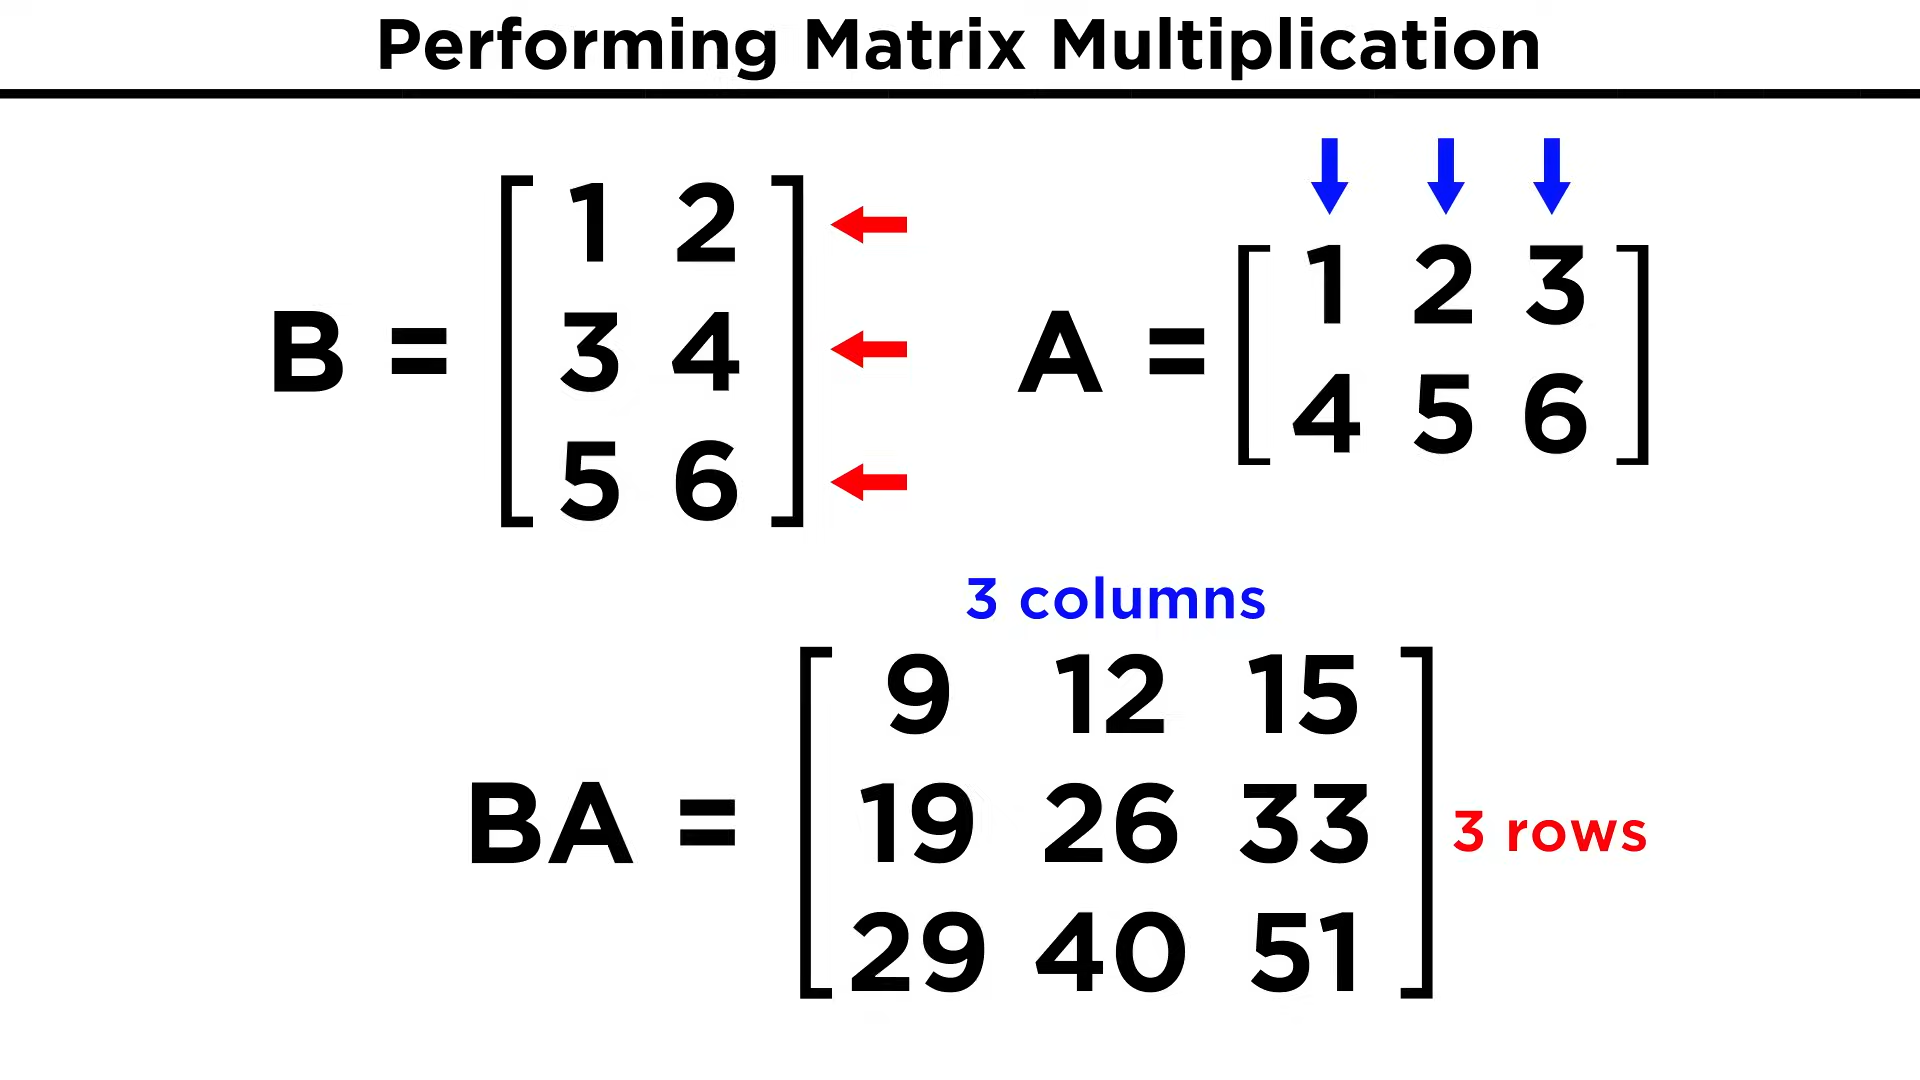 Performing Matrix Multiplication
B = [ 1 2
3 4
5 6 ]
A = [ 1 2 3
4 5 6 ]
3 columns
BA = [ 9 12 15
19 26 33
29 40 51 ]
3 rows